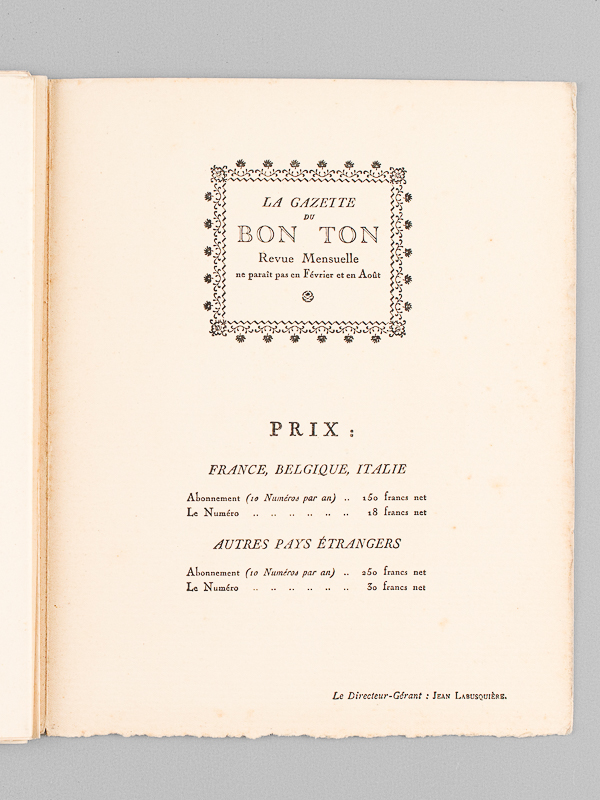 LA GAZETTE
DU
BON TON
Revue Mensuelle
ne paraît pas en Février et en Août
PRIX :
FRANCE, BELGIQUE, ITALIE
Abonnement (10 Numéros par an) .. 150 francs net
Le Numéro .. .. .. .. .. .. 18 francs net
AUTRES PAYS ÉTRANGERS
Abonnement (10 Numéros par an) .. 250 francs net
Le Numéro .. .. .. .. .. .. 30 francs net
Le Directeur-Gérant : JEAN LABUSQUIÈRE.